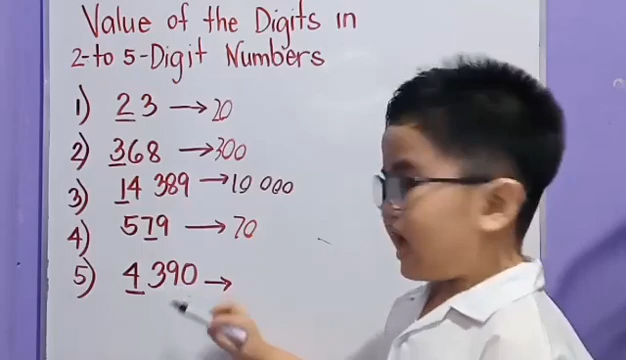 Value of the Digits in
2-to 5-Digit Numbers
1) 23 → 20
2) 368 → 300
3) 14 389 → 10 000
4) 579 → 70
5) 4 390 →